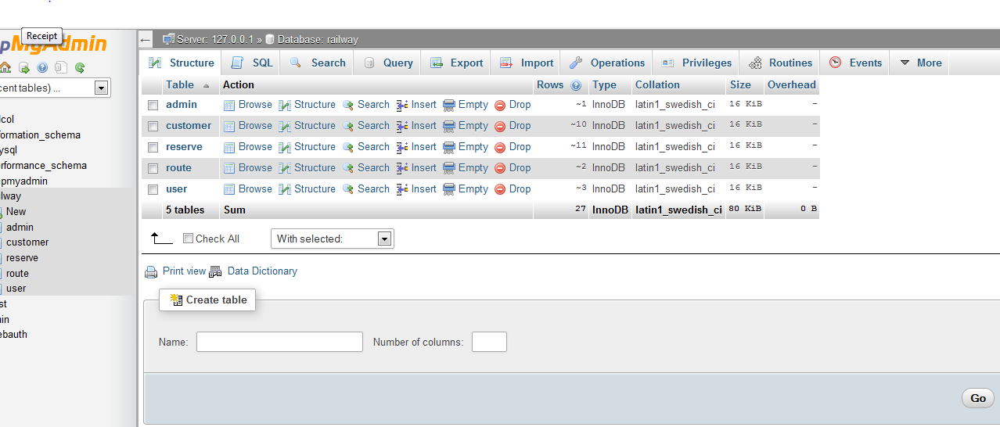 Receipt
pMyAdmin
Server: 127.0.0.1 » Database: railway
Structure SQL Search Query Export Import Operations Privileges Routines Events More
cent tables) ...
Table Action Rows Type Collation Size Overhead
admin Browse Structure Search Insert Empty Drop ~1 InnoDB latin1_swedish_ci 16 KiB -
customer Browse Structure Search Insert Empty Drop ~10 InnoDB latin1_swedish_ci 16 KiB -
reserve Browse Structure Search Insert Empty Drop ~11 InnoDB latin1_swedish_ci 16 KiB -
route Browse Structure Search Insert Empty Drop ~2 InnoDB latin1_swedish_ci 16 KiB -
user Browse Structure Search Insert Empty Drop ~3 InnoDB latin1_swedish_ci 16 KiB -
5 tables Sum 27 InnoDB latin1_swedish_ci 80 KiB 0 B
Check All With selected:
Print view Data Dictionary
Create table
Name: Number of columns:
Go
col
formation_schema
ysql
rformance_schema
pmyadmin
lway
New
admin
customer
reserve
route
user
st
in
ebauth